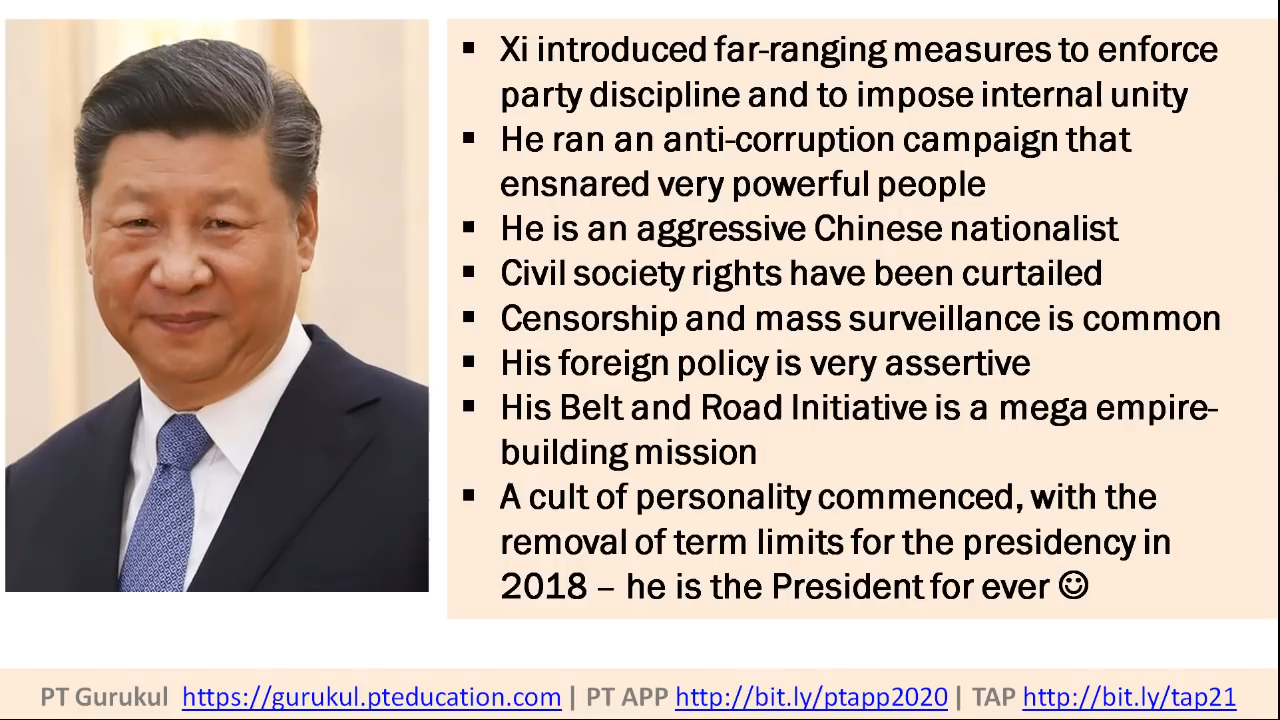 ▪ Xi introduced far-ranging measures to enforce
party discipline and to impose internal unity
▪ He ran an anti-corruption campaign that
ensnared very powerful people
▪ He is an aggressive Chinese nationalist
▪ Civil society rights have been curtailed
▪ Censorship and mass surveillance is common
▪ His foreign policy is very assertive
▪ His Belt and Road Initiative is a mega empire-
building mission
▪ A cult of personality commenced, with the
removal of term limits for the presidency in
2018 – he is the President for ever ☺
PT Gurukul https://gurukul.pteducation.com | PT APP http://bit.ly/ptapp2020 | TAP http://bit.ly/tap21